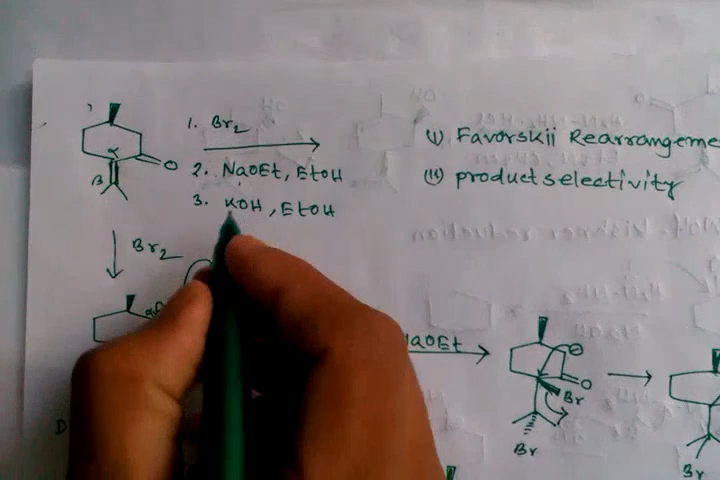 1. Br2
(i) Favorskii Rearrangeme
α
O
2. NaOEt, EtOH
β
(ii) product selectivity
3. KOH, EtOH
Br2
α
NaOEt
O
Br
Br
Br
D